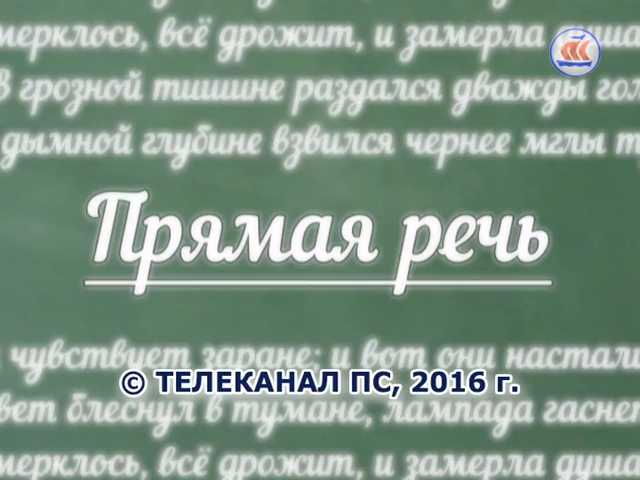 мерклось, всё дрожит, и замерла душа
В грозной тишине раздался дважды гол
дымной глубине взвился чернее мглы т
Прямая речь
чувствует заране: и вот они настали
© ТЕЛЕКАНАЛ ПС, 2016 г.
вет блеснул в тумане, лампада гаснет
мерклось, всё дрожит, и замерла душа